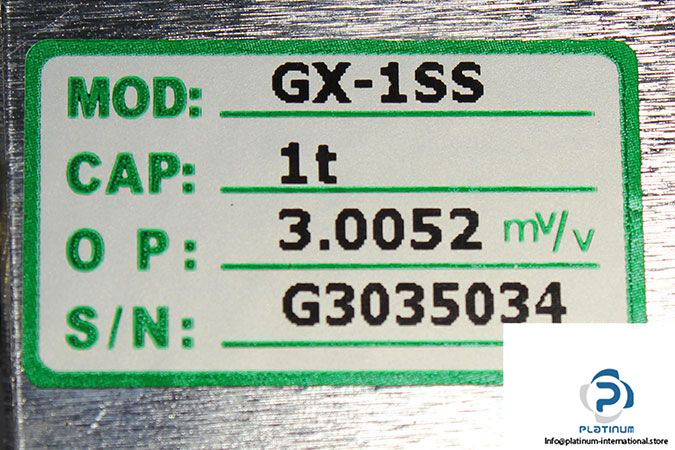 MOD: GX-1SS
CAP: 1t
O P: 3.0052 mV/V
S/N: G3035034
PLATINUM
Info@platinum-international.store